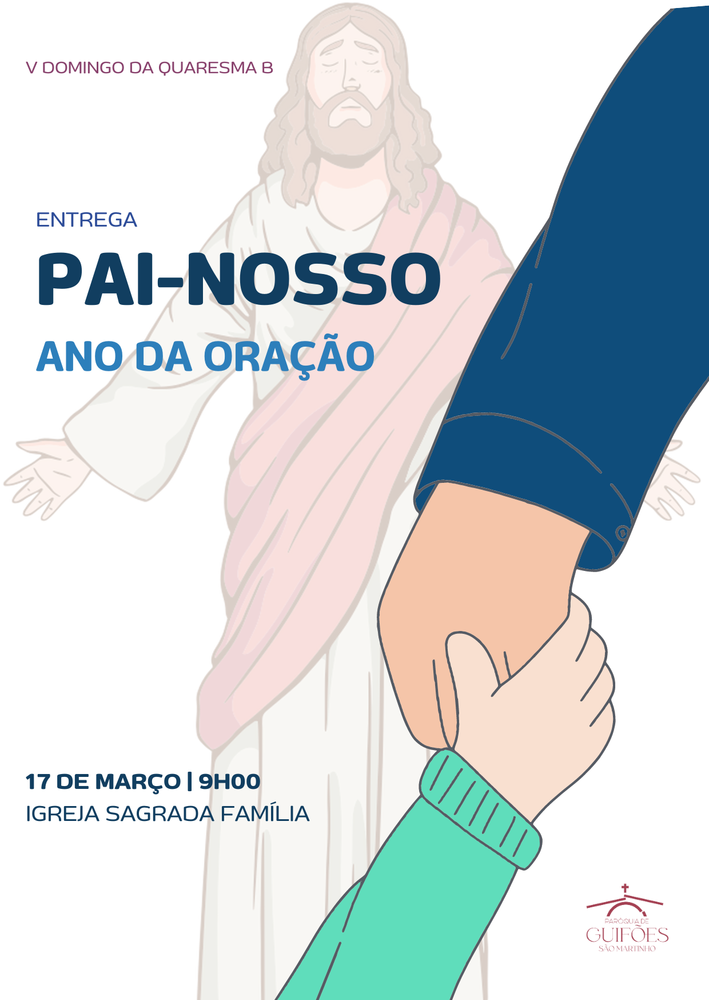 V DOMINGO DA QUARESMA B
ENTREGA
PAI-NOSSO
ANO DA ORAÇÃO
17 DE MARÇO | 9H00
IGREJA SAGRADA FAMÍLIA
PARÓQUIA DE
GUIFÕES
SÃO MARTINHO